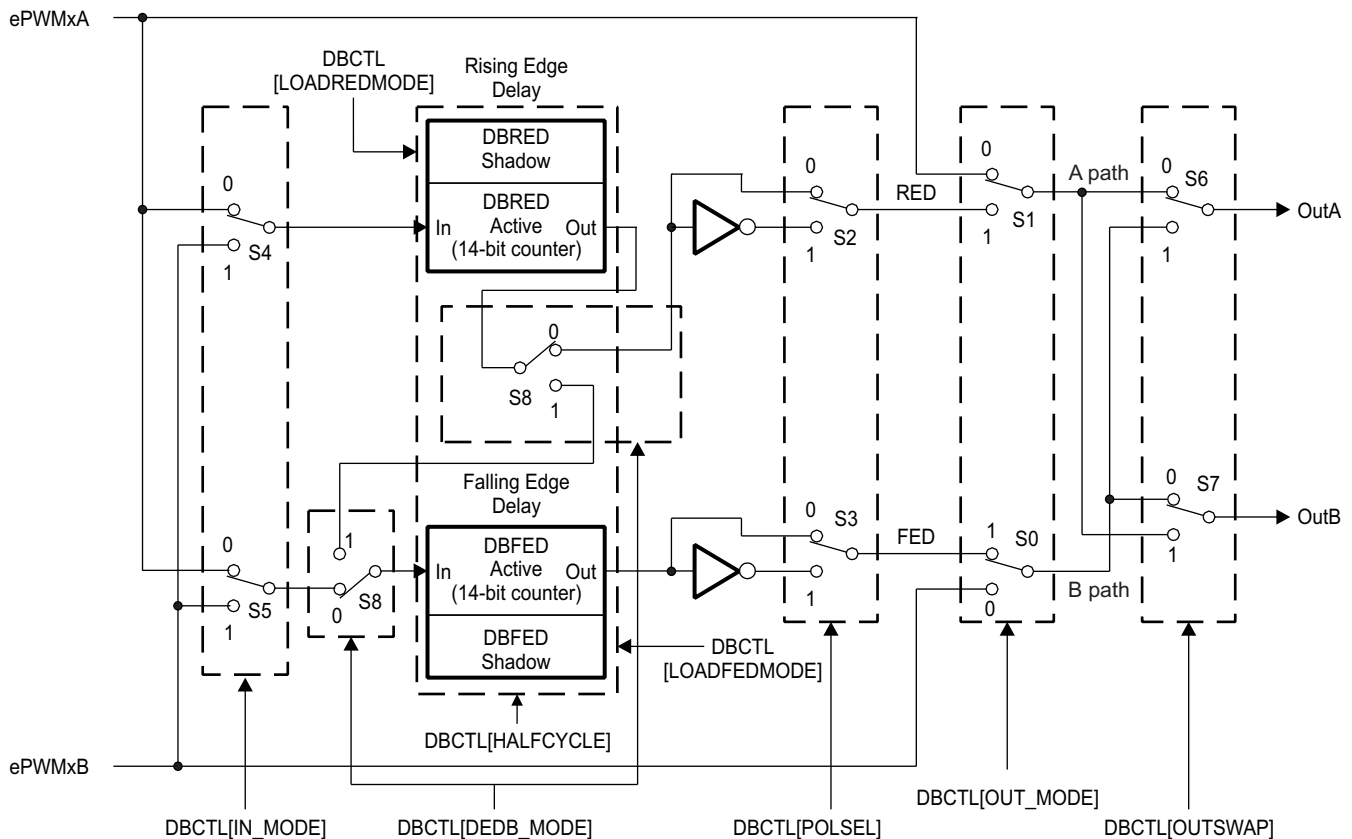 ePWMxA
DBCTL
[LOADREDMODE]
Rising Edge
Delay
DBRED
Shadow
DBRED
In Active Out
(14-bit counter)
0
S4
1
0
S2
1
RED
0
S1
1
A path
0
S6
1
OutA
0
S8
1
Falling Edge
Delay
0
S5
1
1
S8
0
DBFED
In Active Out
(14-bit counter)
DBFED
Shadow
0
S3
1
FED
1
S0
0
B path
0
S7
1
OutB
DBCTL
[LOADFEDMODE]
DBCTL[HALFCYCLE]
ePWMxB
DBCTL[IN_MODE]
DBCTL[DEDB_MODE]
DBCTL[POLSEL]
DBCTL[OUT_MODE]
DBCTL[OUTSWAP]